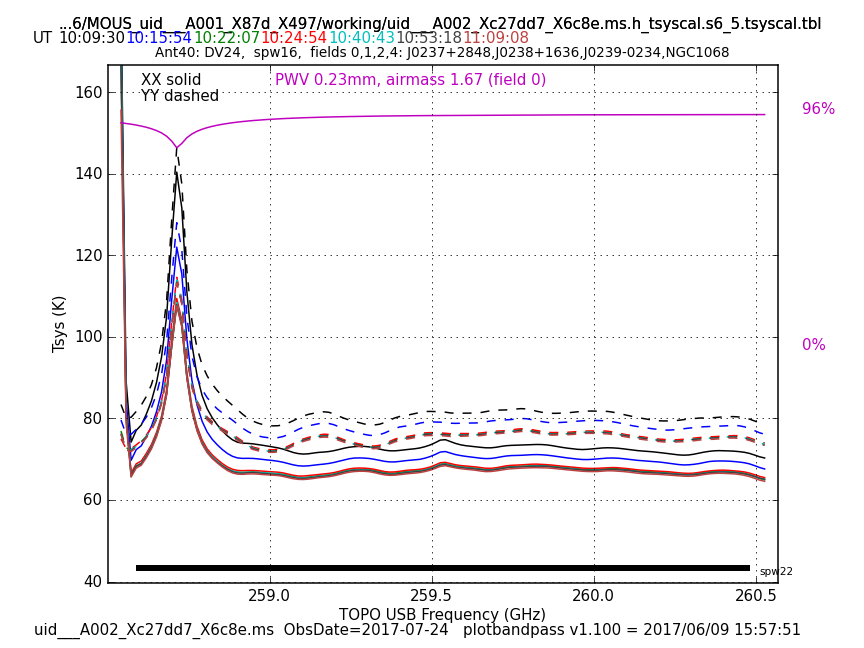 ...6/MOUS_uid___A001_X87d_X497/working/uid___A002_Xc27dd7_X6c8e.ms.h_tsyscal.s6_5.tsyscal.tbl
UT 10:09:30 10:15:54 10:22:07 10:24:54 10:40:43 10:53:18 11:09:08
Ant40: DV24, spw16, fields 0,1,2,4: J0237+2848,J0238+1636,J0239-0234,NGC1068
XX solid
PWV 0.23mm, airmass 1.67 (field 0)
YY dashed
96%
0%
160
140
120
100
80
60
40
Tsys (K)
spw22
259.0 259.5 260.0 260.5
TOPO USB Frequency (GHz)
uid___A002_Xc27dd7_X6c8e.ms ObsDate=2017-07-24 plotbandpass v1.100 = 2017/06/09 15:57:51